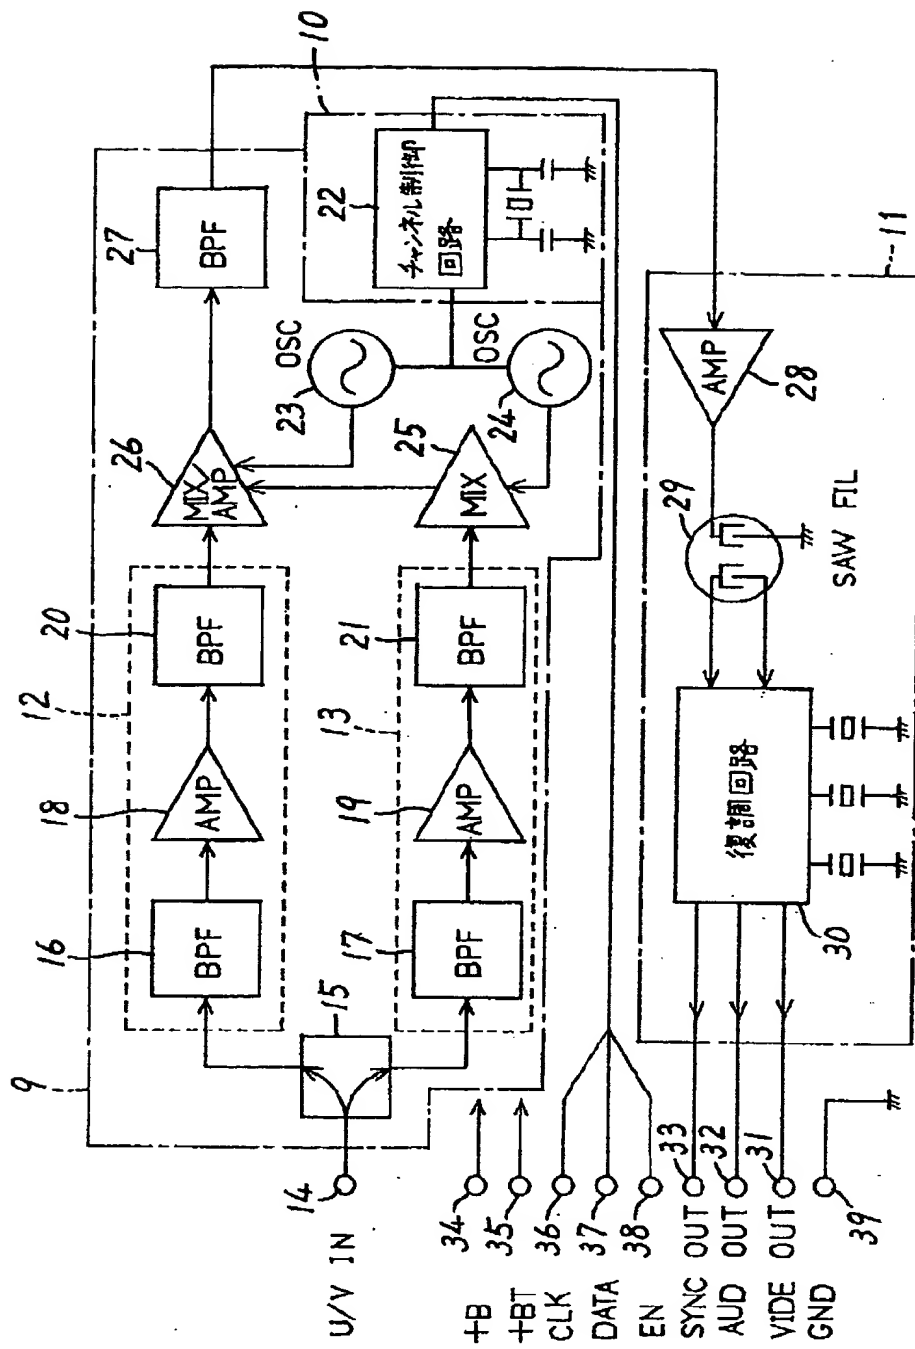 9
12
20
26
27
10
16
18
BPF
AMP
BPF
MIX/
AMP
BPF
OSC
23
22
チャンネル制御
回路
14
15
U/V IN
13
17
19
21
25
24
OSC
BPF
AMP
BPF
MIX
34
+B
35
+BT
36
CLK
37
DATA
38
EN
33
SYNC OUT
32
AUD OUT
31
VIDE OUT
39
GND
30
復調回路
29
SAW FIL
AMP
28
11